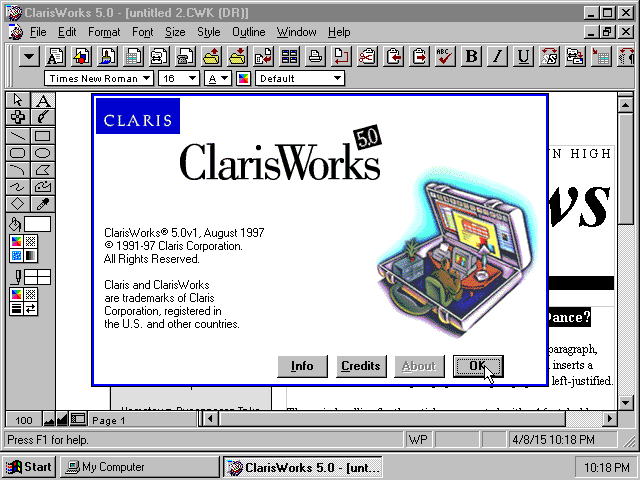 ClarisWorks 5.0 - [untitled 2.CWK (DR)]
File Edit Format Font Size Style Outline Window Help
B I U
Times New Roman 16 A Default
A
CLARIS
5.0
ClarisWorks
N HIGH
ws
ClarisWorks® 5.0v1, August 1997
© 1991-97 Claris Corporation.
All Rights Reserved.
Claris and ClarisWorks
are trademarks of Claris
Corporation, registered in
the U.S. and other countries.
Dance?
paragraph,
inserts a
left-justified.
Info Credits About OK
100 Page 1
Press F1 for help. WP 4/8/15 10:18 PM
Start My Computer ClarisWorks 5.0 - [unt... 10:18 PM